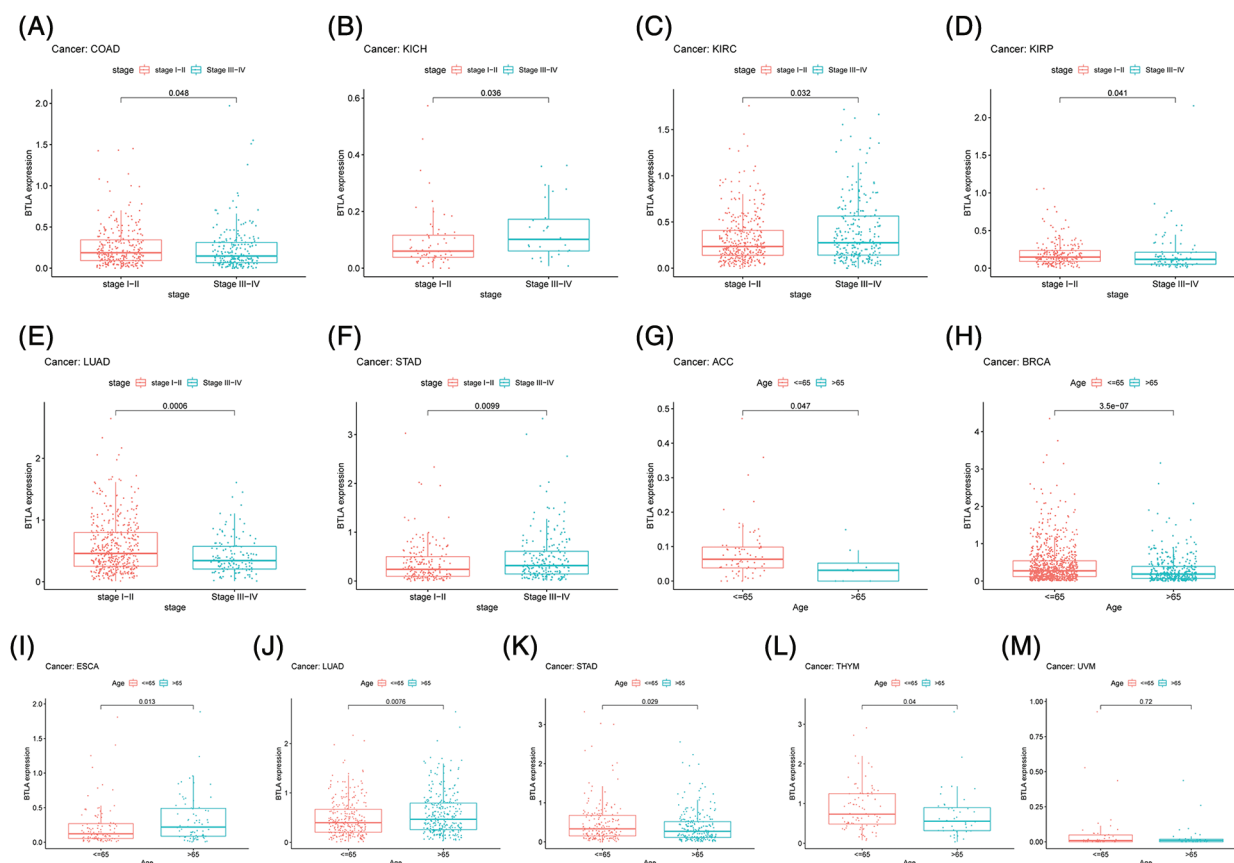 (A)
Cancer: COAD
stage stage I−II Stage III−IV
0.048
2.0
1.5
1.0
0.5
0.0
BTLA expression
stage I−II Stage III−IV
stage
(B)
Cancer: KICH
stage stage I−II Stage III−IV
0.036
0.6
0.4
0.2
0.0
BTLA expression
stage I−II Stage III−IV
stage
(C)
Cancer: KIRC
stage stage I−II Stage III−IV
0.032
1.5
1.0
0.5
0.0
BTLA expression
stage I−II Stage III−IV
stage
(D)
Cancer: KIRP
stage stage I−II Stage III−IV
0.041
2.0
1.5
1.0
0.5
0.0
BTLA expression
stage I−II Stage III−IV
stage
(E)
Cancer: LUAD
stage stage I−II Stage III−IV
0.0006
2
1
0
BTLA expression
stage I−II Stage III−IV
stage
(F)
Cancer: STAD
stage stage I−II Stage III−IV
0.0099
3
2
1
0
BTLA expression
stage I−II Stage III−IV
stage
(G)
Cancer: ACC
Age <=65 >65
0.047
0.5
0.4
0.3
0.2
0.1
0.0
BTLA expression
<=65 >65
Age
(H)
Cancer: BRCA
Age <=65 >65
3.5e−07
4
3
2
1
0
BTLA expression
<=65 >65
Age
(I)
Cancer: ESCA
Age <=65 >65
0.013
2.0
1.5
1.0
0.5
0.0
BTLA expression
<=65 >65
Age
(J)
Cancer: LUAD
Age <=65 >65
0.0076
2
1
0
BTLA expression
<=65 >65
Age
(K)
Cancer: STAD
Age <=65 >65
0.029
3
2
1
0
BTLA expression
<=65 >65
Age
(L)
Cancer: THYM
Age <=65 >65
0.04
3
2
1
0
BTLA expression
<=65 >65
Age
(M)
Cancer: UVM
Age <=65 >65
0.72
1.00
0.75
0.50
0.25
0.00
BTLA expression
<=65 >65
Age